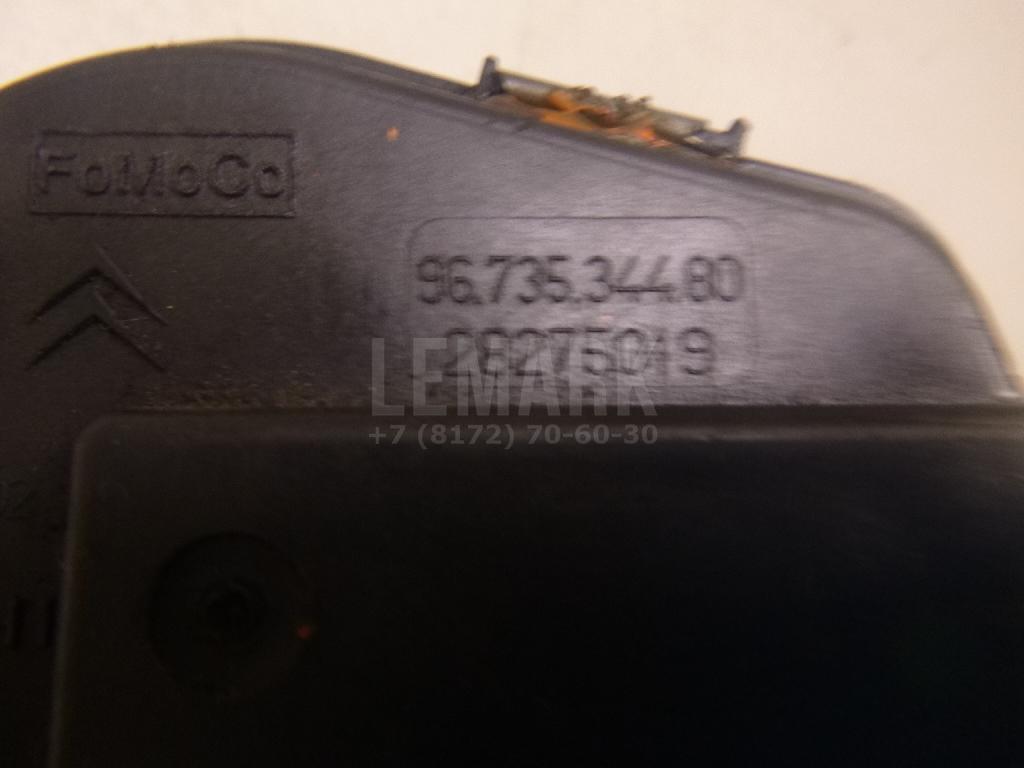 FoMoCo
96.735.344.80
28275019
LEMARK
+7 (8172) 70-60-30